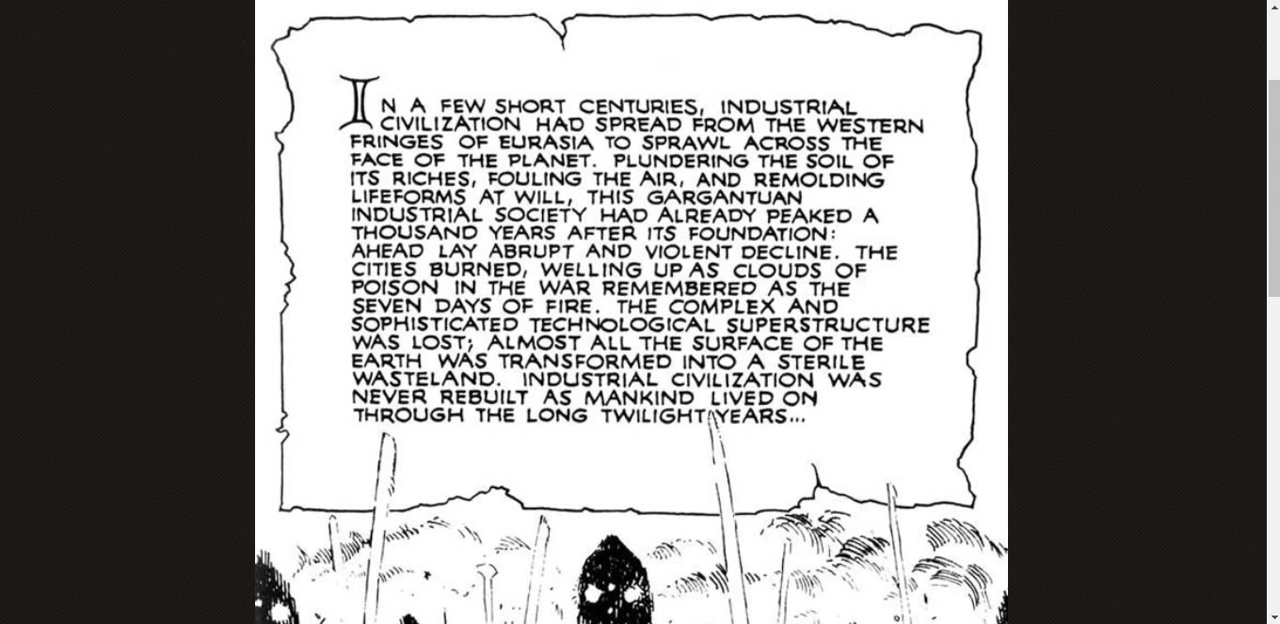 IN A FEW SHORT CENTURIES, INDUSTRIAL
CIVILIZATION HAD SPREAD FROM THE WESTERN
FRINGES OF EURASIA TO SPRAWL ACROSS THE
FACE OF THE PLANET. PLUNDERING THE SOIL OF
ITS RICHES, FOULING THE AIR, AND REMOLDING
LIFEFORMS AT WILL, THIS GARGANTUAN
INDUSTRIAL SOCIETY HAD ALREADY PEAKED A
THOUSAND YEARS AFTER ITS FOUNDATION:
AHEAD LAY ABRUPT AND VIOLENT DECLINE. THE
CITIES BURNED, WELLING UP AS CLOUDS OF
POISON IN THE WAR REMEMBERED AS THE
SEVEN DAYS OF FIRE. THE COMPLEX AND
SOPHISTICATED TECHNOLOGICAL SUPERSTRUCTURE
WAS LOST; ALMOST ALL THE SURFACE OF THE
EARTH WAS TRANSFORMED INTO A STERILE
WASTELAND. INDUSTRIAL CIVILIZATION WAS
NEVER REBUILT AS MANKIND LIVED ON
THROUGH THE LONG TWILIGHT YEARS...